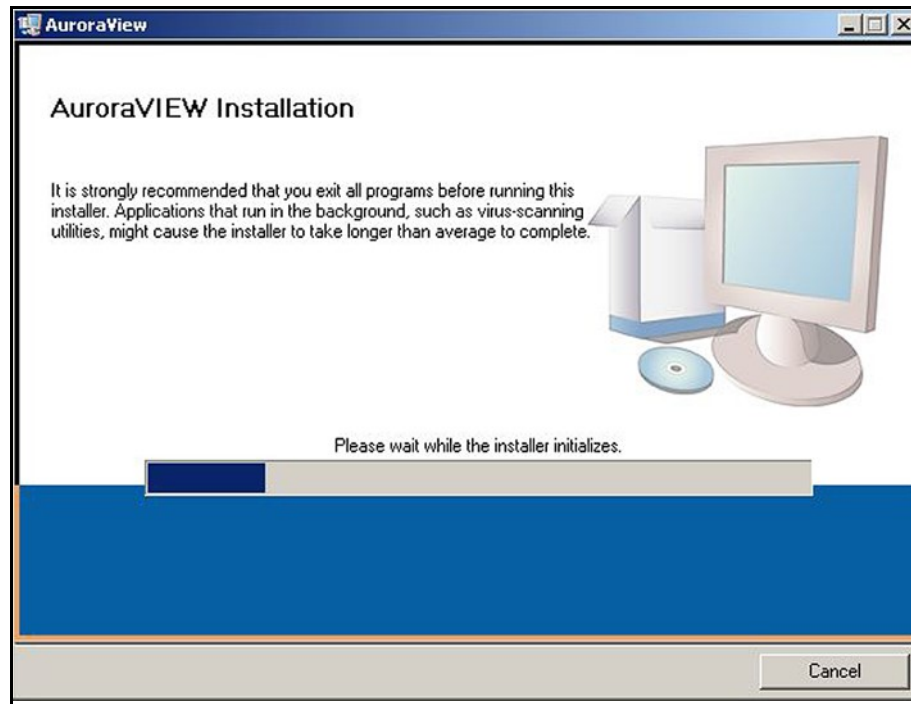 AuroraView
AuroraVIEW Installation
It is strongly recommended that you exit all programs before running this
installer. Applications that run in the background, such as virus-scanning
utilities, might cause the installer to take longer than average to complete.
Please wait while the installer initializes.
Cancel